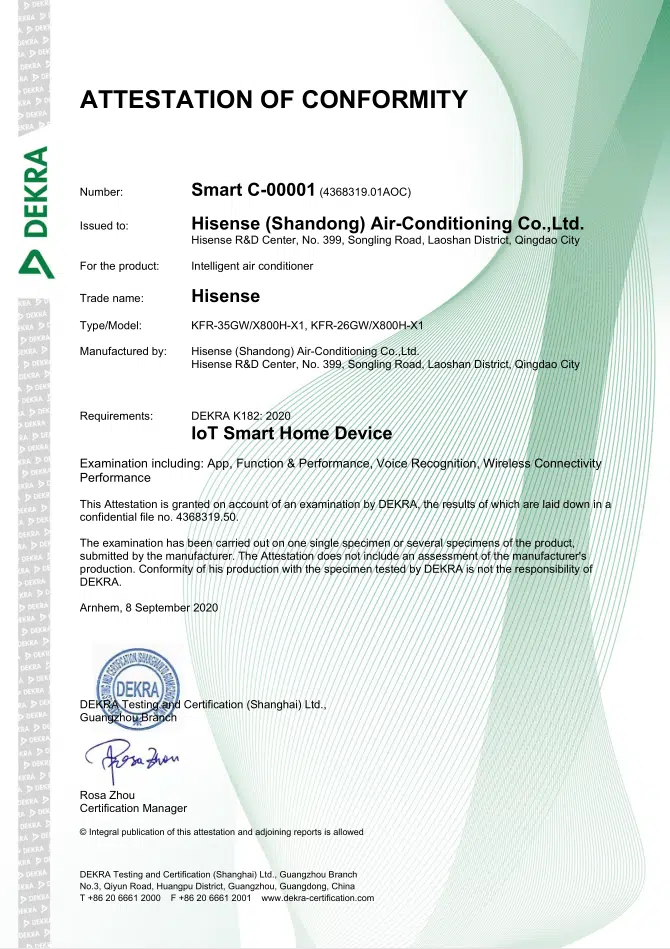 ATTESTATION OF CONFORMITY
DEKRA
Number: Smart C-00001 (4368319.01AOC)
Issued to: Hisense (Shandong) Air-Conditioning Co.,Ltd.
Hisense R&D Center, No. 399, Songling Road, Laoshan District, Qingdao City
For the product: Intelligent air conditioner
Trade name: Hisense
Type/Model: KFR-35GW/X800H-X1, KFR-26GW/X800H-X1
Manufactured by: Hisense (Shandong) Air-Conditioning Co.,Ltd.
Hisense R&D Center, No. 399, Songling Road, Laoshan District, Qingdao City
Requirements: DEKRA K182: 2020
IoT Smart Home Device
Examination including: App, Function & Performance, Voice Recognition, Wireless Connectivity
Performance
This Attestation is granted on account of an examination by DEKRA, the results of which are laid down in a
confidential file no. 4368319.50.
The examination has been carried out on one single specimen or several specimens of the product,
submitted by the manufacturer. The Attestation does not include an assessment of the manufacturer's
production. Conformity of his production with the specimen tested by DEKRA is not the responsibility of
DEKRA.
Arnhem, 8 September 2020
DEKRA
DEKRA Testing and Certification (Shanghai) Ltd.,
Guangzhou Branch
Rosa Zhou
Rosa Zhou
Certification Manager
© Integral publication of this attestation and adjoining reports is allowed
DEKRA Testing and Certification (Shanghai) Ltd., Guangzhou Branch
No.3, Qiyun Road, Huangpu District, Guangzhou, Guangdong, China
T +86 20 6661 2000 F +86 20 6661 2001 www.dekra-certification.com